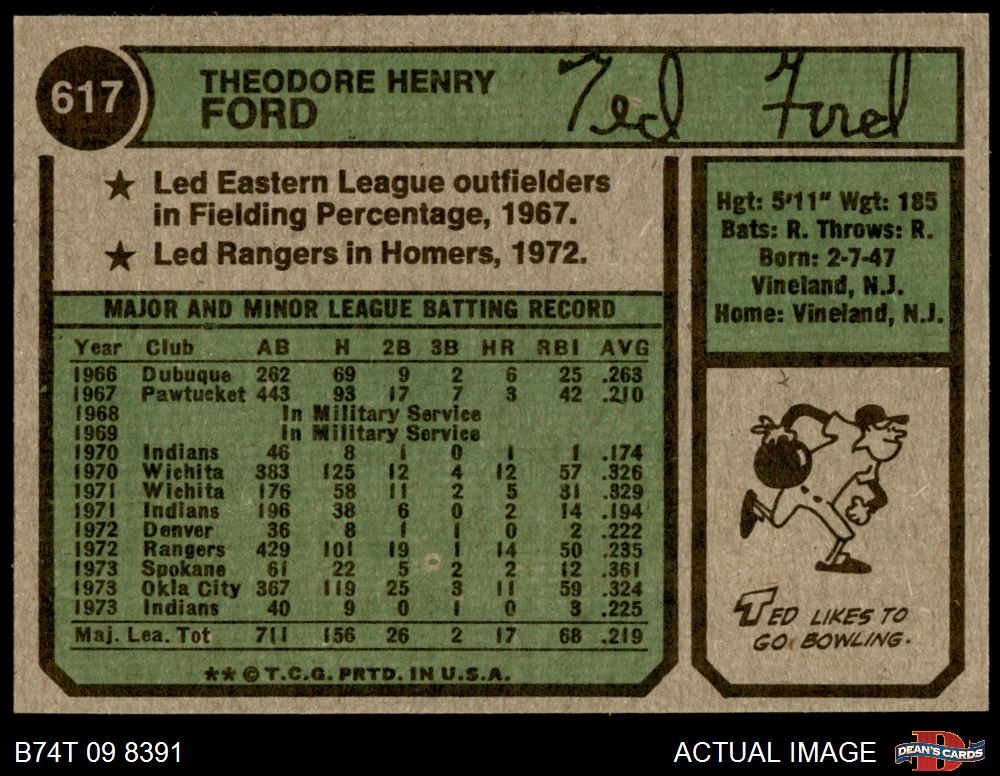 617
THEODORE HENRY
FORD
Ted Ford
★ Led Eastern League outfielders
in Fielding Percentage, 1967.
★ Led Rangers in Homers, 1972.
Hgt: 5'11" Wgt: 185
Bats: R. Throws: R.
Born: 2-7-47
Vineland, N.J.
Home: Vineland, N.J.
MAJOR AND MINOR LEAGUE BATTING RECORD
Year Club AB H 2B 3B HR RBI AVG
1966 Dubuque 262 69 9 2 6 25 .263
1967 Pawtucket 443 93 17 7 3 42 .210
1968 In Military Service
1969 In Military Service
1970 Indians 46 8 1 0 1 1 .174
1970 Wichita 383 125 12 4 12 57 .326
1971 Wichita 176 58 11 2 5 31 .329
1971 Indians 196 38 6 0 2 14 .194
1972 Denver 36 8 1 1 0 2 .222
1972 Rangers 429 101 19 1 14 50 .235
1973 Spokane 61 22 5 2 2 12 .361
1973 Okla City 367 119 25 3 11 59 .324
1973 Indians 40 9 0 1 0 3 .225
Maj. Lea. Tot 711 156 26 2 17 68 .219
** © T.C.G. PRTD. IN U.S.A.
TED LIKES TO
GO BOWLING.
B74T 09 8391
ACTUAL IMAGE
DEAN'S CARDS